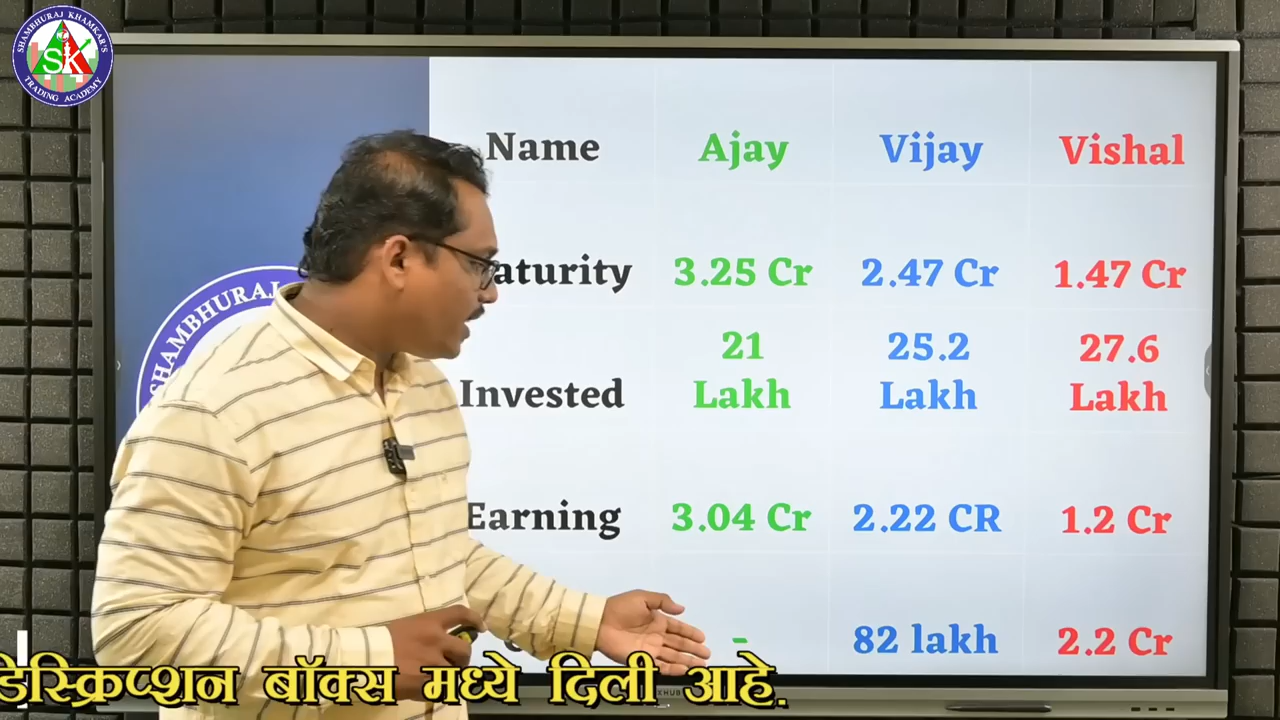 SHAMBHURAJ KHAMKAR'S
SK
TRADING ACADEMY
Name Ajay Vijay Vishal
aturity 3.25 Cr 2.47 Cr 1.47 Cr
SHAMBHURAJ
21 25.2 27.6
Invested Lakh Lakh Lakh
Earning 3.04 Cr 2.22 CR 1.2 Cr
- 82 lakh 2.2 Cr
डिस्क्रिप्शन बॉक्स मध्ये दिली आहे.